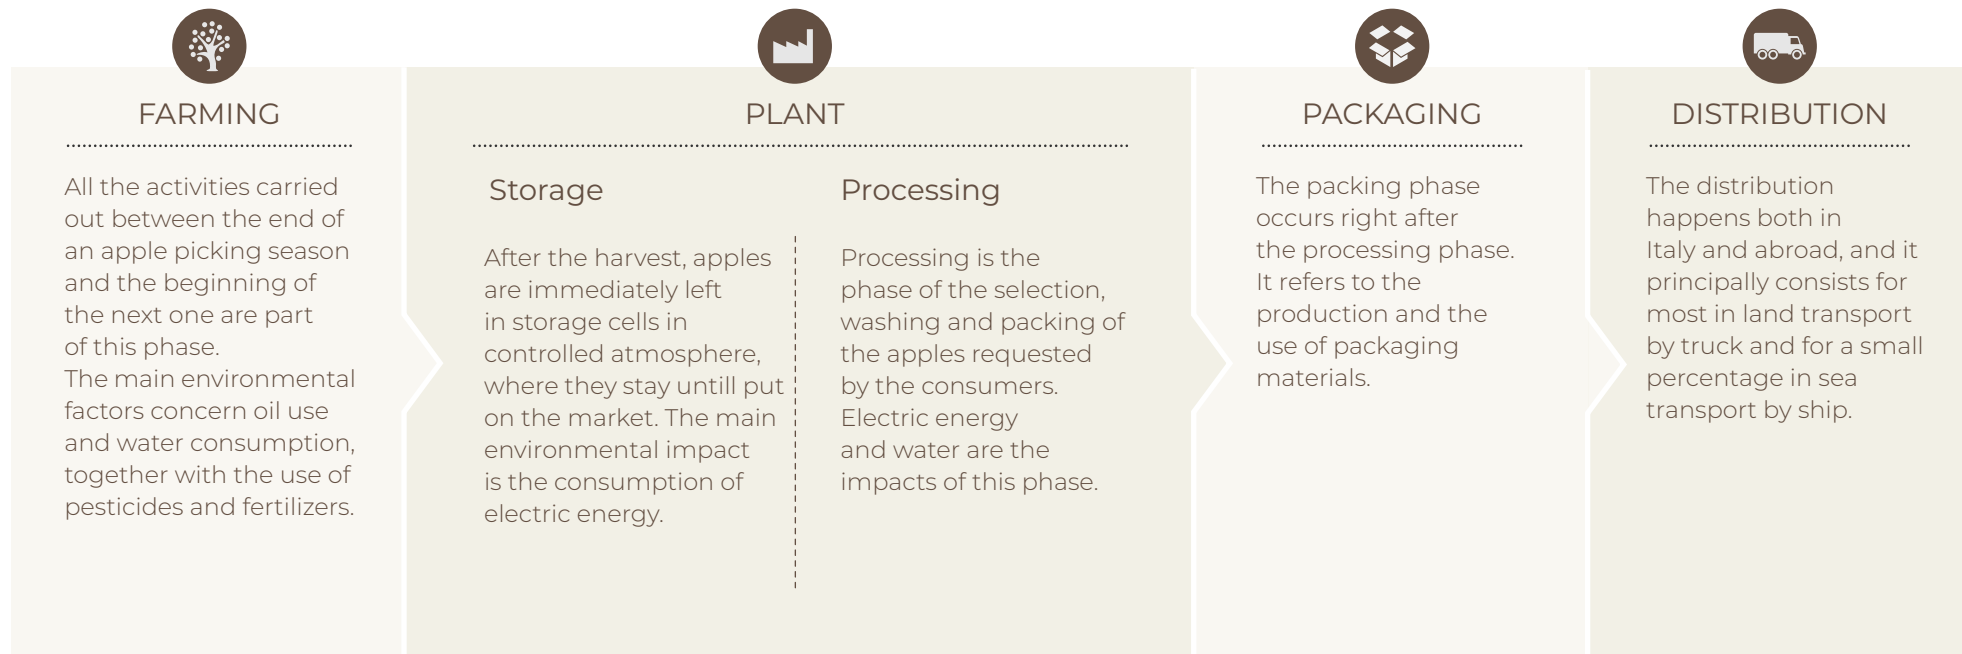 FARMING
All the activities carried
out between the end of
an apple picking season
and the beginning of
the next one are part
of this phase.
The main environmental
factors concern oil use
and water consumption,
together with the use of
pesticides and fertilizers.
PLANT
Storage
After the harvest, apples
are immediately left
in storage cells in
controlled atmosphere,
where they stay untill put
on the market. The main
environmental impact
is the consumption of
electric energy.
Processing
Processing is the
phase of the selection,
washing and packing of
the apples requested
by the consumers.
Electric energy
and water are the
impacts of this phase.
PACKAGING
The packing phase
occurs right after
the processing phase.
It refers to the
production and the
use of packaging
materials.
DISTRIBUTION
The distribution
happens both in
Italy and abroad, and it
principally consists for
most in land transport
by truck and for a small
percentage in sea
transport by ship.